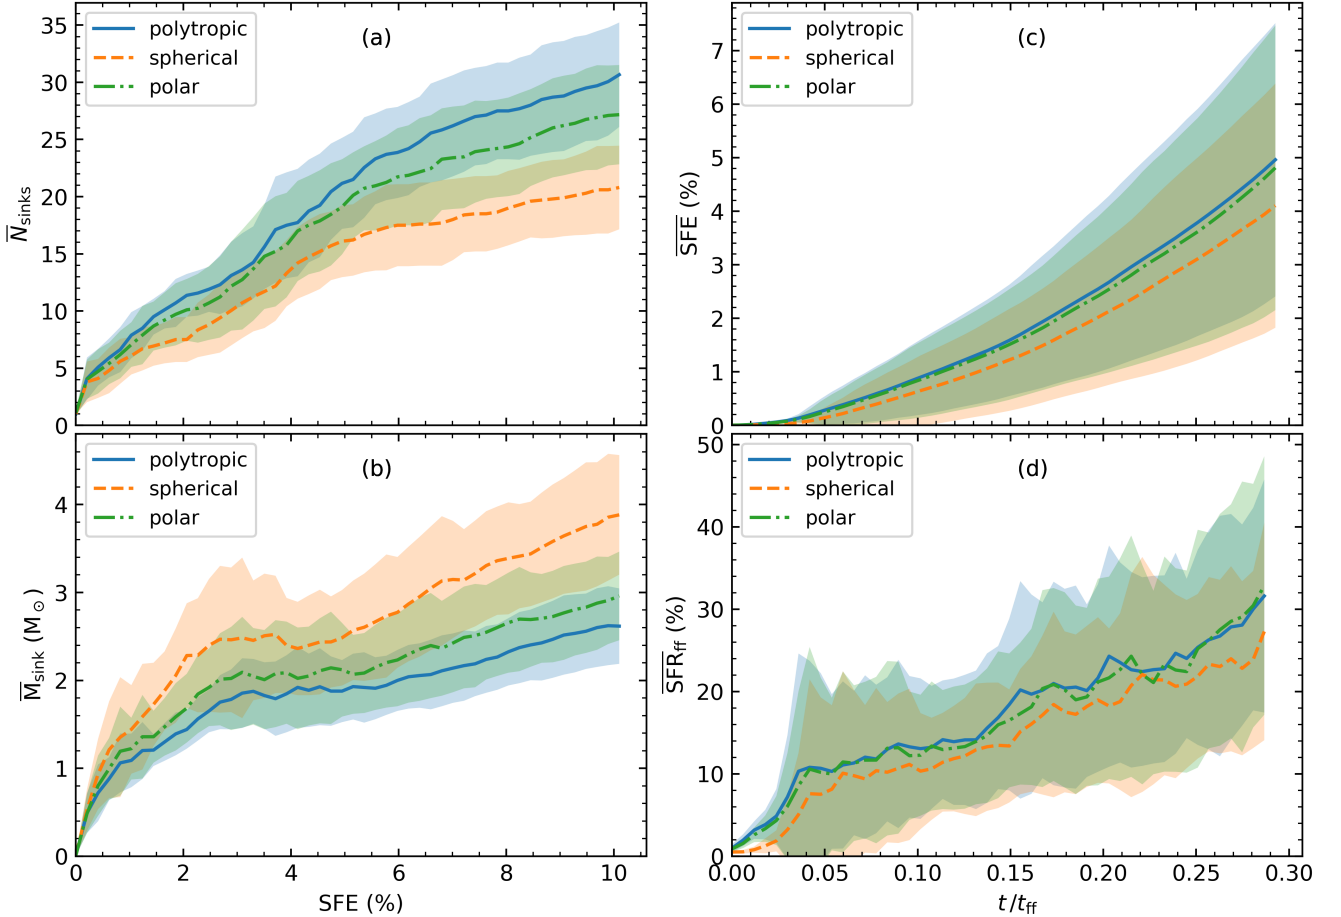 (a)
polytropic
spherical
polar
N̅sinks
35
30
25
20
15
10
5
0
(c)
polytropic
spherical
polar
SFE (%)
7
6
5
4
3
2
1
0
(b)
polytropic
spherical
polar
M̅sink (M⊙)
4
3
2
1
0
0 2 4 6 8 10
SFE (%)
(d)
polytropic
spherical
polar
SFRff (%)
50
40
30
20
10
0
0.00 0.05 0.10 0.15 0.20 0.25 0.30
t/tff